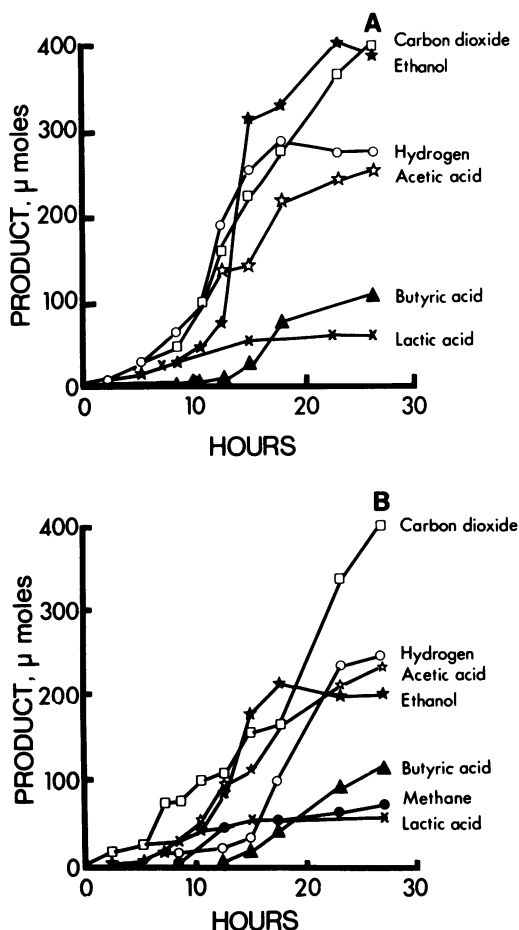 A
400
300
200
100
0
PRODUCT, μ moles
Carbon dioxide
Ethanol
Hydrogen
Acetic acid
Butyric acid
Lactic acid
0 10 20 30
HOURS
B
400
300
200
100
0
PRODUCT, μ moles
Carbon dioxide
Hydrogen
Acetic acid
Ethanol
Butyric acid
Methane
Lactic acid
0 10 20 30
HOURS